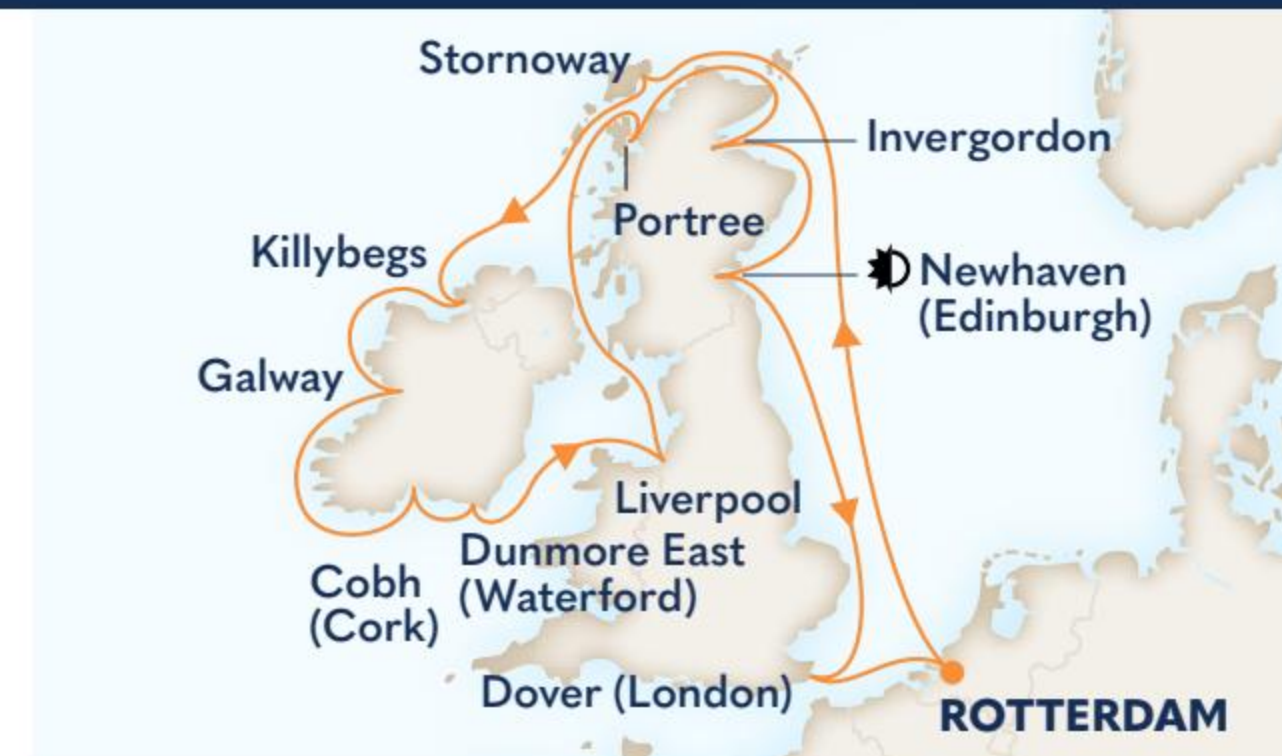 Stornoway
Invergordon
Portree
Killybegs
Newhaven
(Edinburgh)
Galway
Liverpool
Dunmore East
(Waterford)
Cobh
(Cork)
Dover (London)
ROTTERDAM